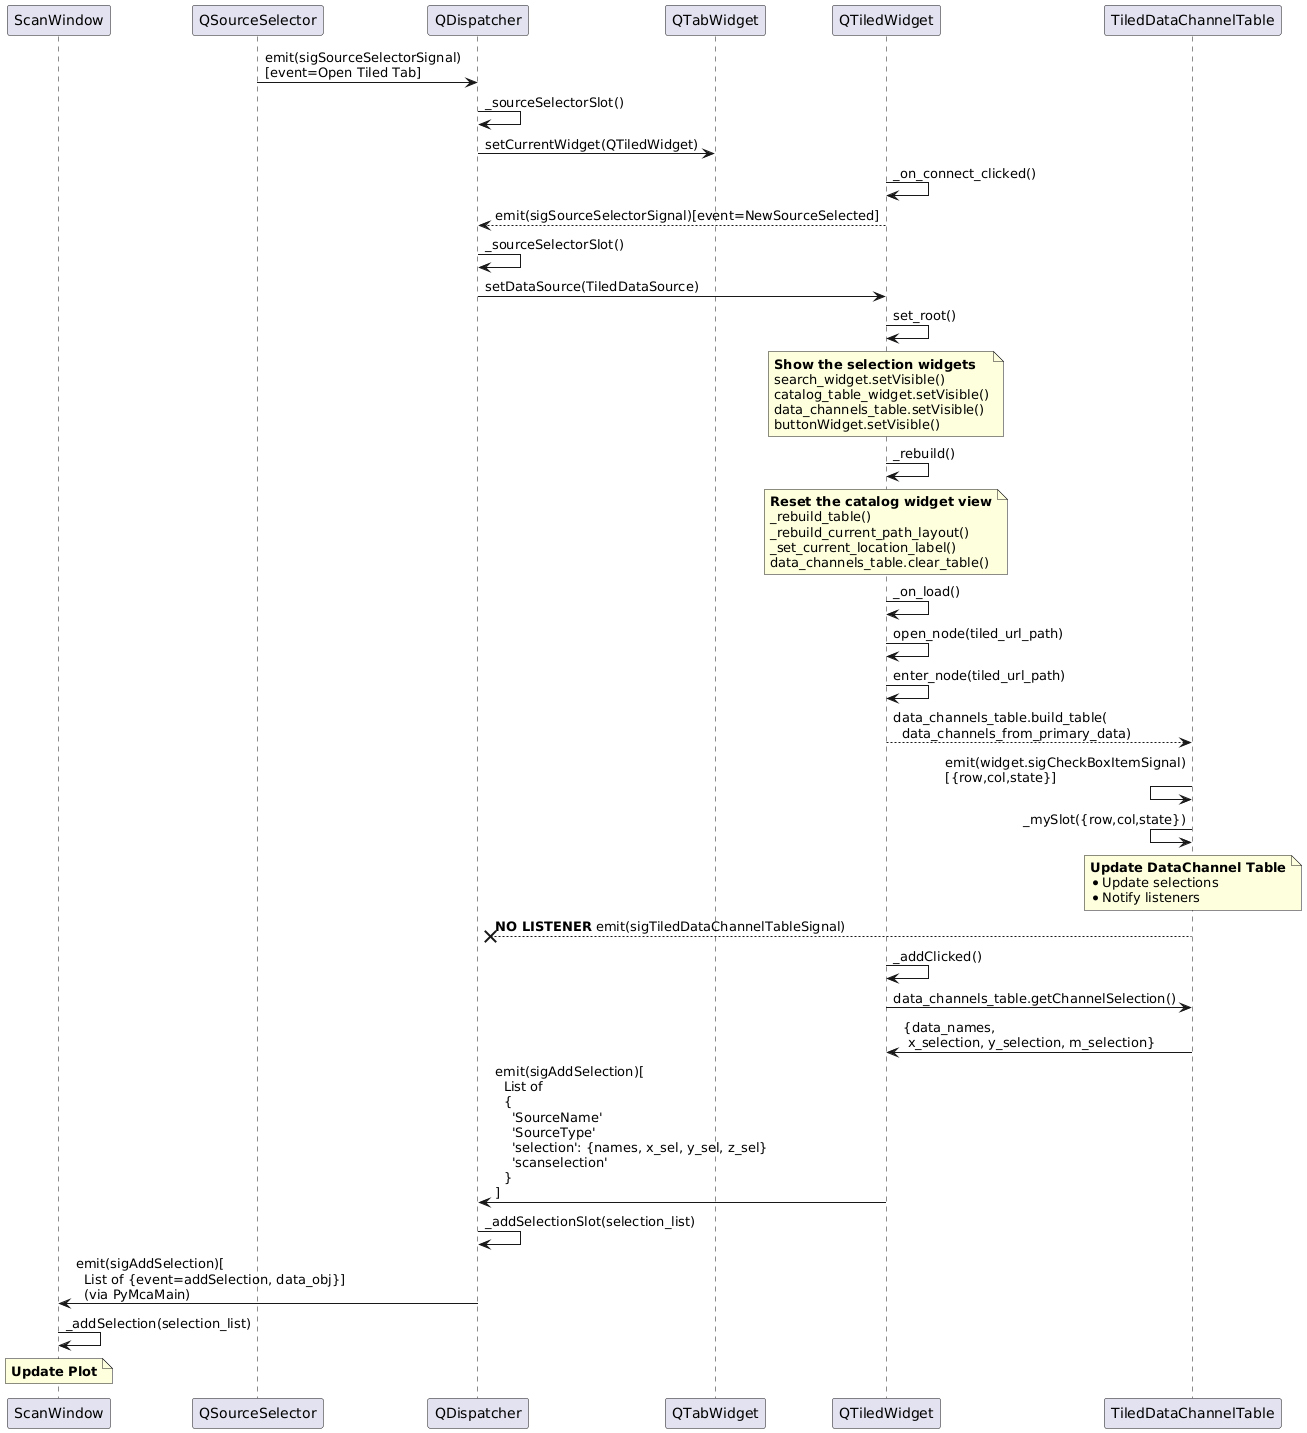 ScanWindow
QSourceSelector
QDispatcher
QTabWidget
QTiledWidget
TiledDataChannelTable
emit(sigSourceSelectorSignal)
[event=Open Tiled Tab]
_sourceSelectorSlot()
setCurrentWidget(QTiledWidget)
_on_connect_clicked()
emit(sigSourceSelectorSignal)[event=NewSourceSelected]
_sourceSelectorSlot()
setDataSource(TiledDataSource)
set_root()
Show the selection widgets
search_widget.setVisible()
catalog_table_widget.setVisible()
data_channels_table.setVisible()
buttonWidget.setVisible()
_rebuild()
Reset the catalog widget view
_rebuild_table()
_rebuild_current_path_layout()
_set_current_location_label()
data_channels_table.clear_table()
_on_load()
open_node(tiled_url_path)
enter_node(tiled_url_path)
data_channels_table.build_table(
data_channels_from_primary_data)
emit(widget.sigCheckBoxItemSignal)
[{row,col,state}]
_mySlot({row,col,state})
Update DataChannel Table
• Update selections
• Notify listeners
NO LISTENER emit(sigTiledDataChannelTableSignal)
_addClicked()
data_channels_table.getChannelSelection()
{data_names,
x_selection, y_selection, m_selection}
emit(sigAddSelection)[
List of
{
'SourceName'
'SourceType'
'selection': {names, x_sel, y_sel, z_sel}
'scanselection'
}
]
_addSelectionSlot(selection_list)
emit(sigAddSelection)[
List of {event=addSelection, data_obj}]
(via PyMcaMain)
_addSelection(selection_list)
Update Plot
ScanWindow
QSourceSelector
QDispatcher
QTabWidget
QTiledWidget
TiledDataChannelTable